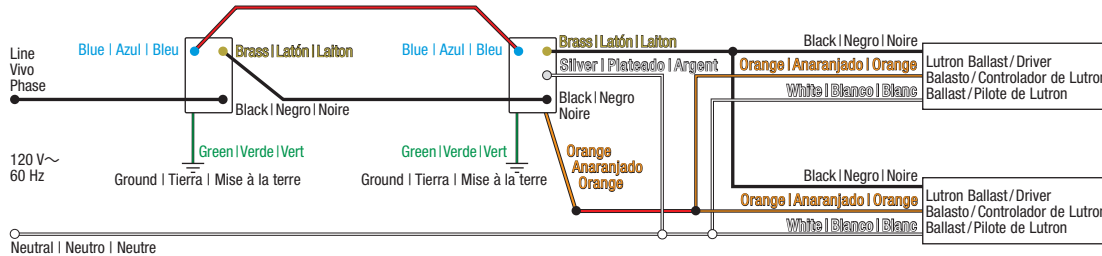 Line
Vivo
Phase
Blue | Azul | Bleu
Brass | Latón | Laiton
Black | Negro | Noire
Green | Verde | Vert
Ground | Tierra | Mise à la terre
120 V~
60 Hz
Neutral | Neutro | Neutre
Blue | Azul | Bleu
Brass | Latón | Laiton
Silver | Plateado | Argent
Black | Negro
Noire
Green | Verde | Vert
Ground | Tierra | Mise à la terre
Orange
Anaranjado
Orange
Black | Negro | Noire
Orange | Anaranjado | Orange
White | Blanco | Blanc
Lutron Ballast / Driver
Balasto / Controlador de Lutron
Ballast / Pilote de Lutron
Black | Negro | Noire
Orange | Anaranjado | Orange
White | Blanco | Blanc
Lutron Ballast / Driver
Balasto / Controlador de Lutron
Ballast / Pilote de Lutron